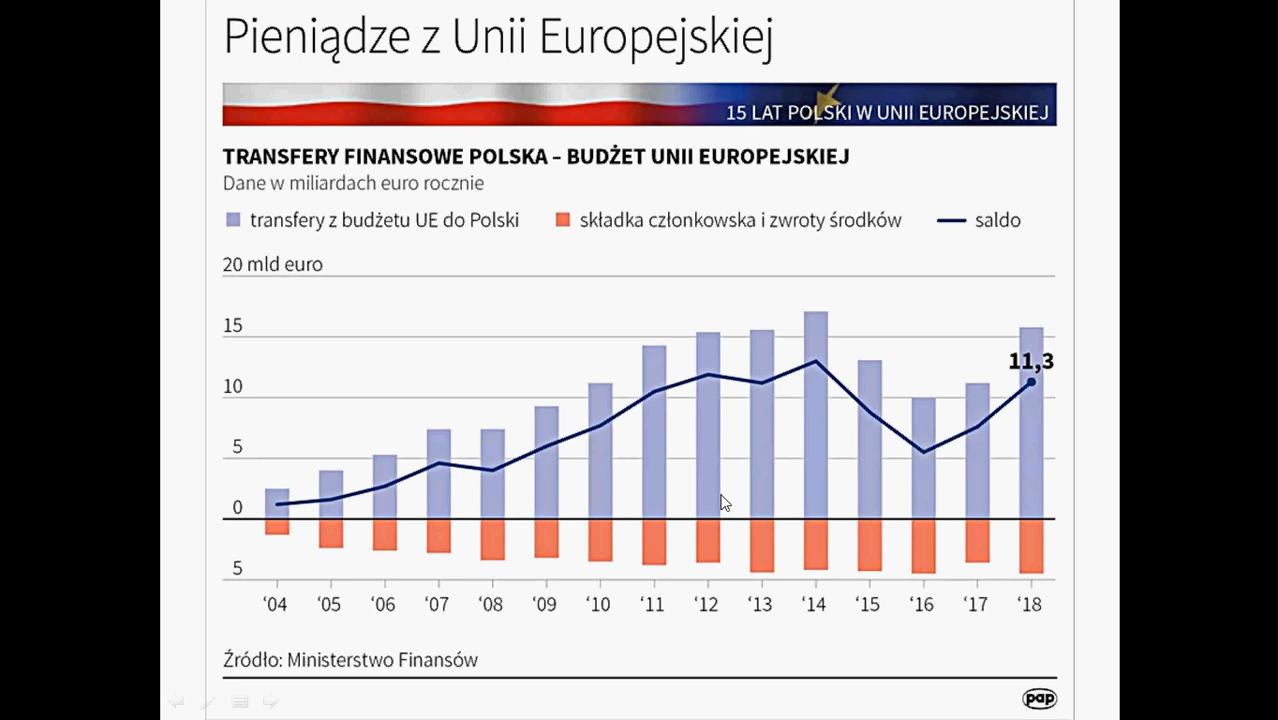 Pieniądze z Unii Europejskiej
15 LAT POLSKI W UNII EUROPEJSKIEJ
TRANSFERY FINANSOWE POLSKA – BUDŻET UNII EUROPEJSKIEJ
Dane w miliardach euro rocznie
transfery z budżetu UE do Polski składka członkowska i zwroty środków saldo
20 mld euro
15
11,3
10
5
0
5
‘04 ‘05 ‘06 ‘07 ‘08 ‘09 ‘10 ‘11 ‘12 ‘13 ‘14 ‘15 ‘16 ‘17 ‘18
Źródło: Ministerstwo Finansów
pap